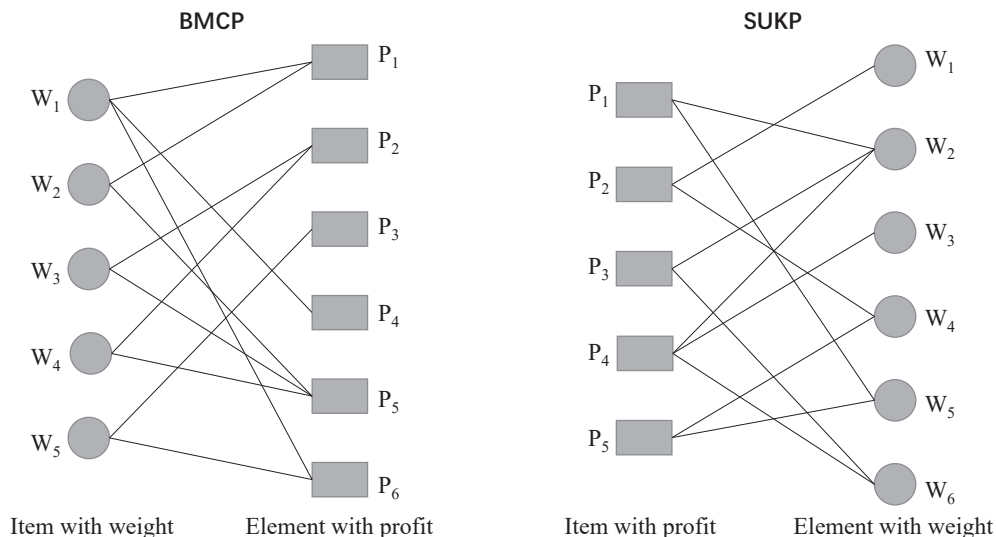 BMCP
W1
W2
W3
W4
W5
P1
P2
P3
P4
P5
P6
Item with weight
Element with profit
SUKP
P1
P2
P3
P4
P5
W1
W2
W3
W4
W5
W6
Item with profit
Element with weight